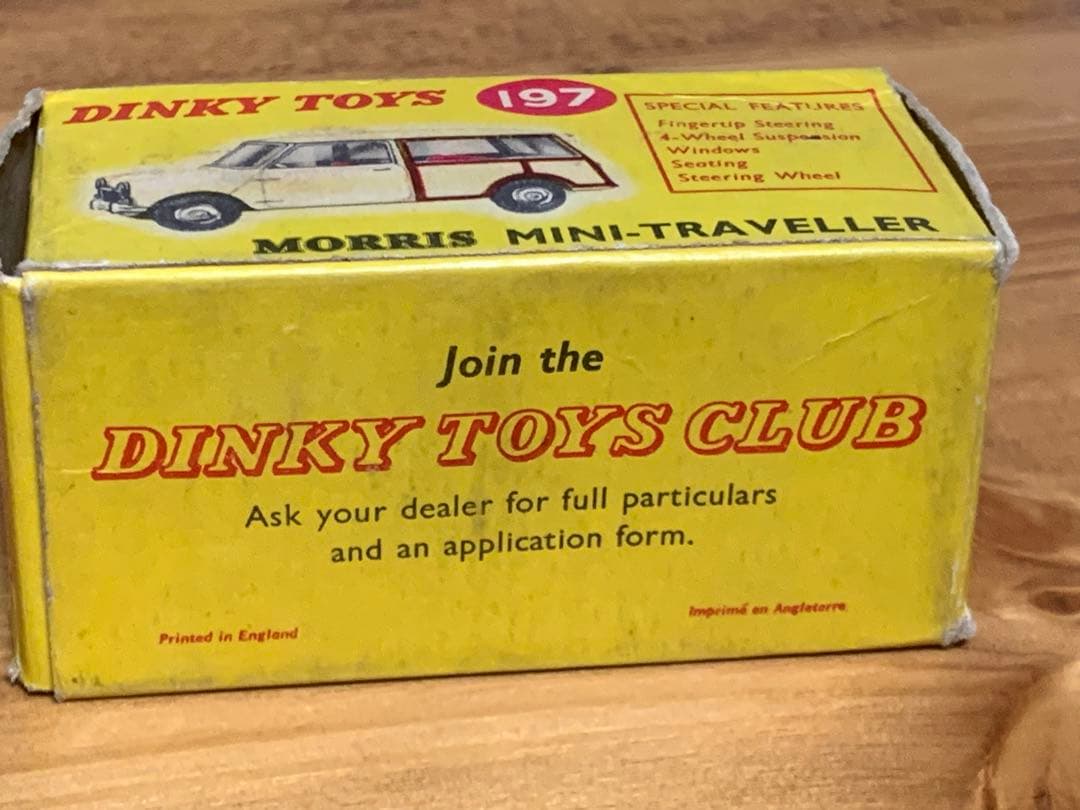 DINKY TOYS 197
SPECIAL FEATURES
Fingertip Steering
4-Wheel Suspension
Windows
Seating
Steering Wheel
MORRIS MINI-TRAVELLER
Join the
DINKY TOYS CLUB
Ask your dealer for full particulars
and an application form.
Printed in England
Imprimé en Angleterre